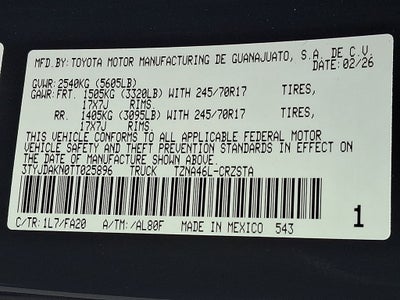 MFD.BY: TOYOTA MOTOR MANUFACTURING DE GUANAJUATO, S.A. DE C.V.
DATE: 02/26
GVWR: 2540KG (5605LB)
GAWR: FRT. 1505KG (3320LB) WITH 245/70R17 TIRES,
17X7J RIMS.
RR. 1405KG (3095LB) WITH 245/70R17 TIRES,
17X7J RIMS.
THIS VEHICLE CONFORMS TO ALL APPLICABLE FEDERAL MOTOR
VEHICLE SAFETY AND THEFT PREVENTION STANDARDS IN EFFECT ON
THE DATE OF MANUFACTURE SHOWN ABOVE.
3TYJDAKN0TT025896 TRUCK TZNA46L-CRZSTA
1
C/TR: 1L7/FA20 A/TM: /AL80F MADE IN MEXICO 543